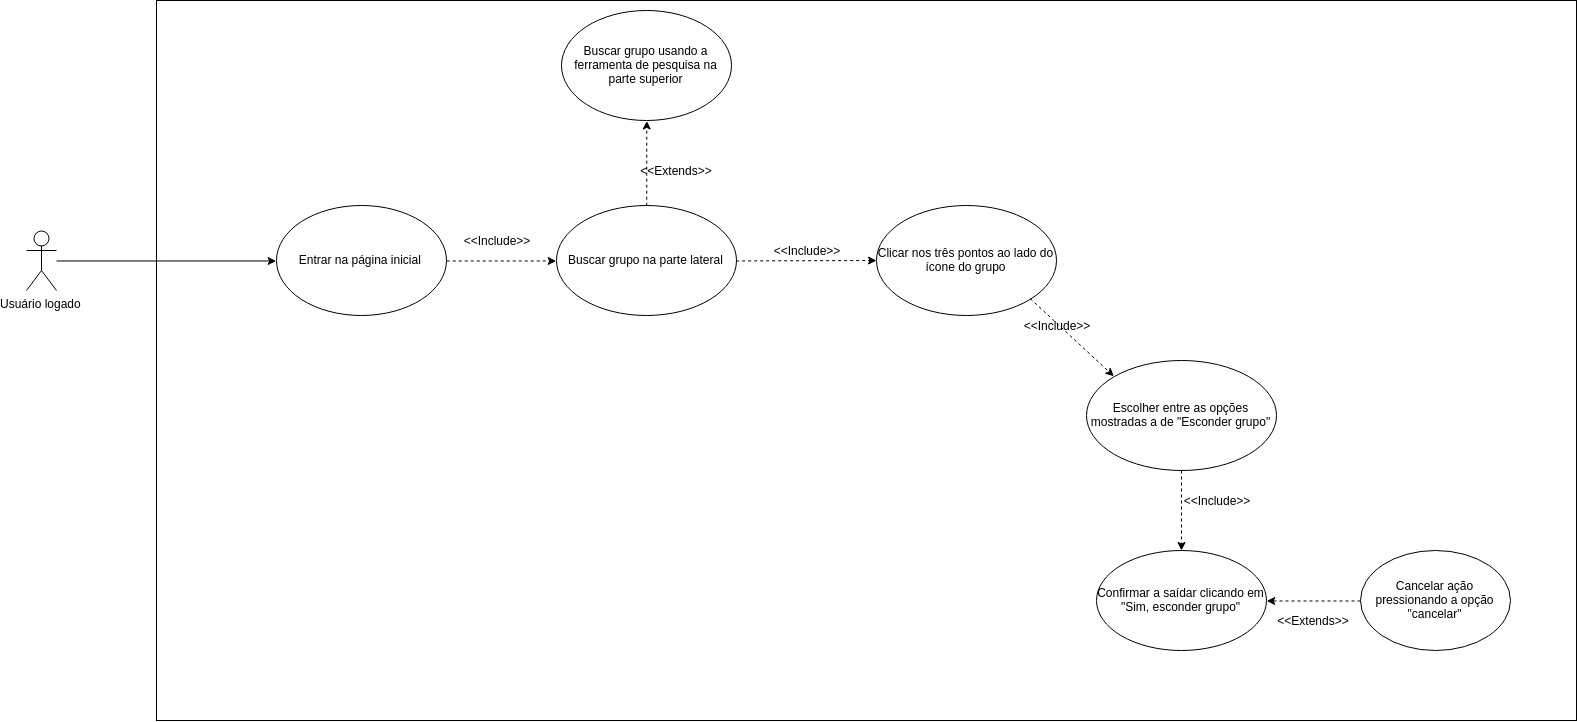 Buscar grupo usando a
ferramenta de pesquisa na
parte superior
<<Extends>>
Usuário logado
Entrar na página inicial
<<Include>>
Buscar grupo na parte lateral
<<Include>>
Clicar nos três pontos ao lado do
ícone do grupo
<<Include>>
Escolher entre as opções
mostradas a de "Esconder grupo"
<<Include>>
Confirmar a saídar clicando em
"Sim, esconder grupo"
<<Extends>>
Cancelar ação
pressionando a opção
"cancelar"